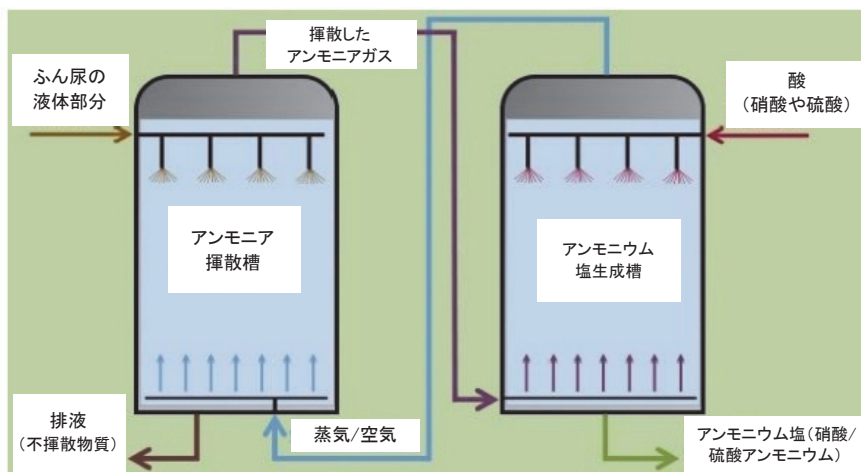 揮散した
アンモニアガス
ふん尿の
液体部分
酸
（硝酸や硫酸）
アンモニア
揮散槽
アンモニウム
塩生成槽
排液
（不揮散物質）
蒸気/空気
アンモニウム塩（硝酸/
硫酸アンモニウム）